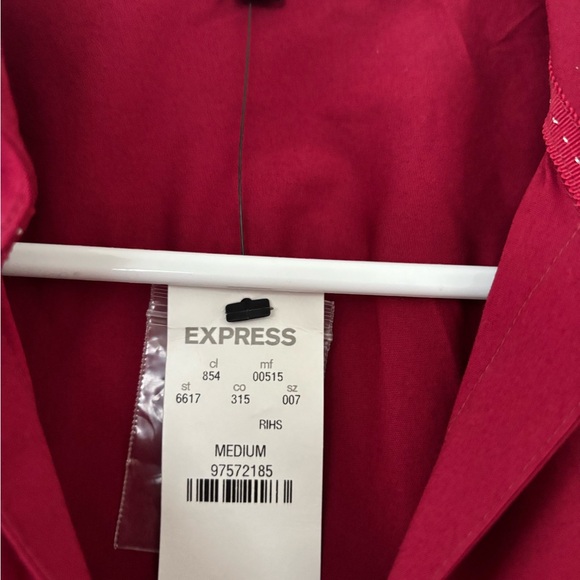 EXPRESS
cl mf
854 00515
st co sz
6617 315 007
RIHS
MEDIUM
97572185